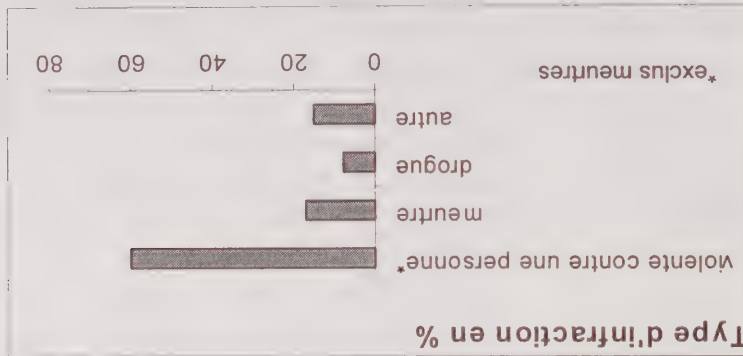 Type d'infraction en %
violente contre une personne*
meurtre
drogue
autre
0 20 40 60 80
*exclus meurtres